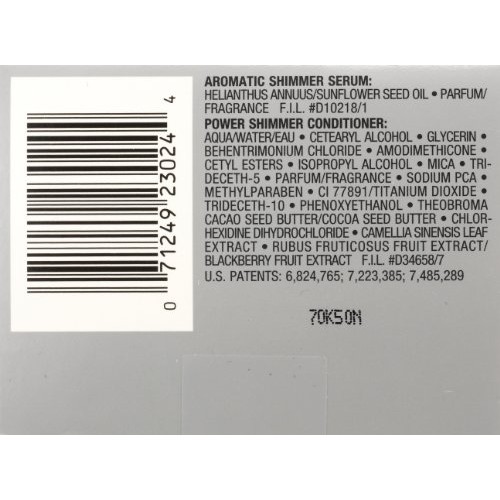 AROMATIC SHIMMER SERUM:
HELIANTHUS ANNUUS/SUNFLOWER SEED OIL • PARFUM/
FRAGRANCE F.I.L. #D10218/1
POWER SHIMMER CONDITIONER:
AQUA/WATER/EAU • CETEARYL ALCOHOL • GLYCERIN •
BEHENTRIMONIUM CHLORIDE • AMODIMETHICONE •
CETYL ESTERS • ISOPROPYL ALCOHOL • MICA • TRI-
DECETH-5 • PARFUM/FRAGRANCE • SODIUM PCA •
METHYLPARABEN • CI 77891/TITANIUM DIOXIDE •
TRIDECETH-10 • PHENOXYETHANOL • THEOBROMA
CACAO SEED BUTTER/COCOA SEED BUTTER • CHLOR-
HEXIDINE DIHYDROCHLORIDE • CAMELLIA SINENSIS LEAF
EXTRACT • RUBUS FRUTICOSUS FRUIT EXTRACT/
BLACKBERRY FRUIT EXTRACT F.I.L. #D34658/7
U.S. PATENTS: 6,824,765; 7,223,385; 7,485,289
0 71249 23024 4
70K50N